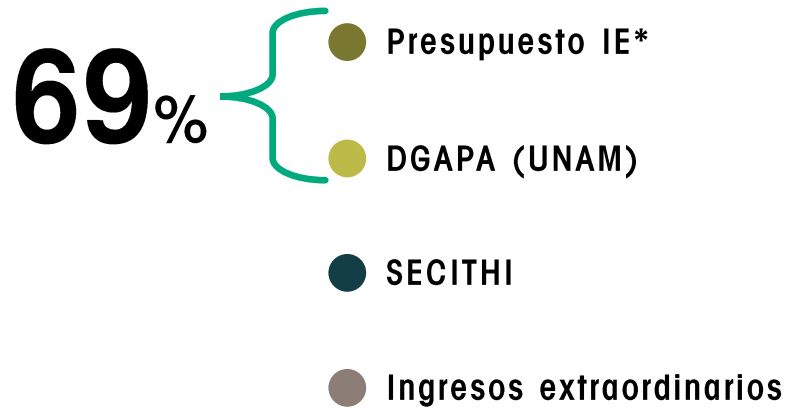 69%
Presupuesto IE*
DGAPA (UNAM)
SECITHI
Ingresos extraordinarios